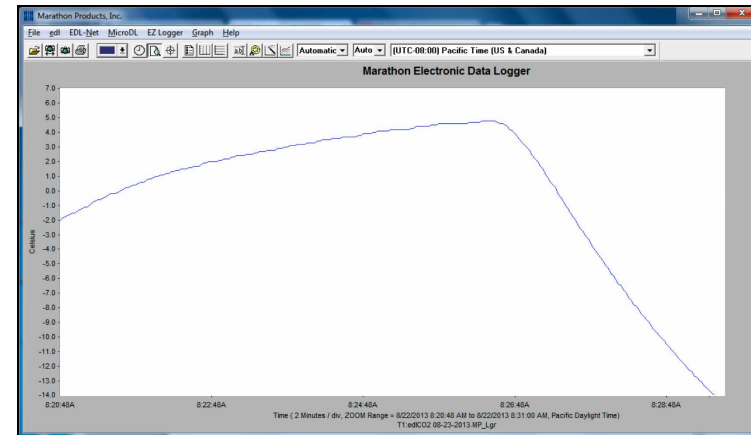 Marathon Products, Inc.
File edl EDL-Net MicroDL EZ Logger Graph Help
Automatic Auto (UTC-08:00) Pacific Time (US & Canada)
Marathon Electronic Data Logger
7.0
6.0
5.0
4.0
3.0
2.0
1.0
0.0
-1.0
-2.0
-3.0
-4.0
-5.0
-6.0
-7.0
-8.0
-9.0
-10.0
-11.0
-12.0
-13.0
-14.0
Celsius
8:20:48A 8:22:48A 8:24:48A 8:26:48A 8:28:48A
Time ( 2 Minutes / div, ZOOM Range = 8/22/2013 8:20:48 AM to 8/22/2013 8:31:00 AM, Pacific Daylight Time)
T1:edlCO2 08-23-2013.MP_Lgr